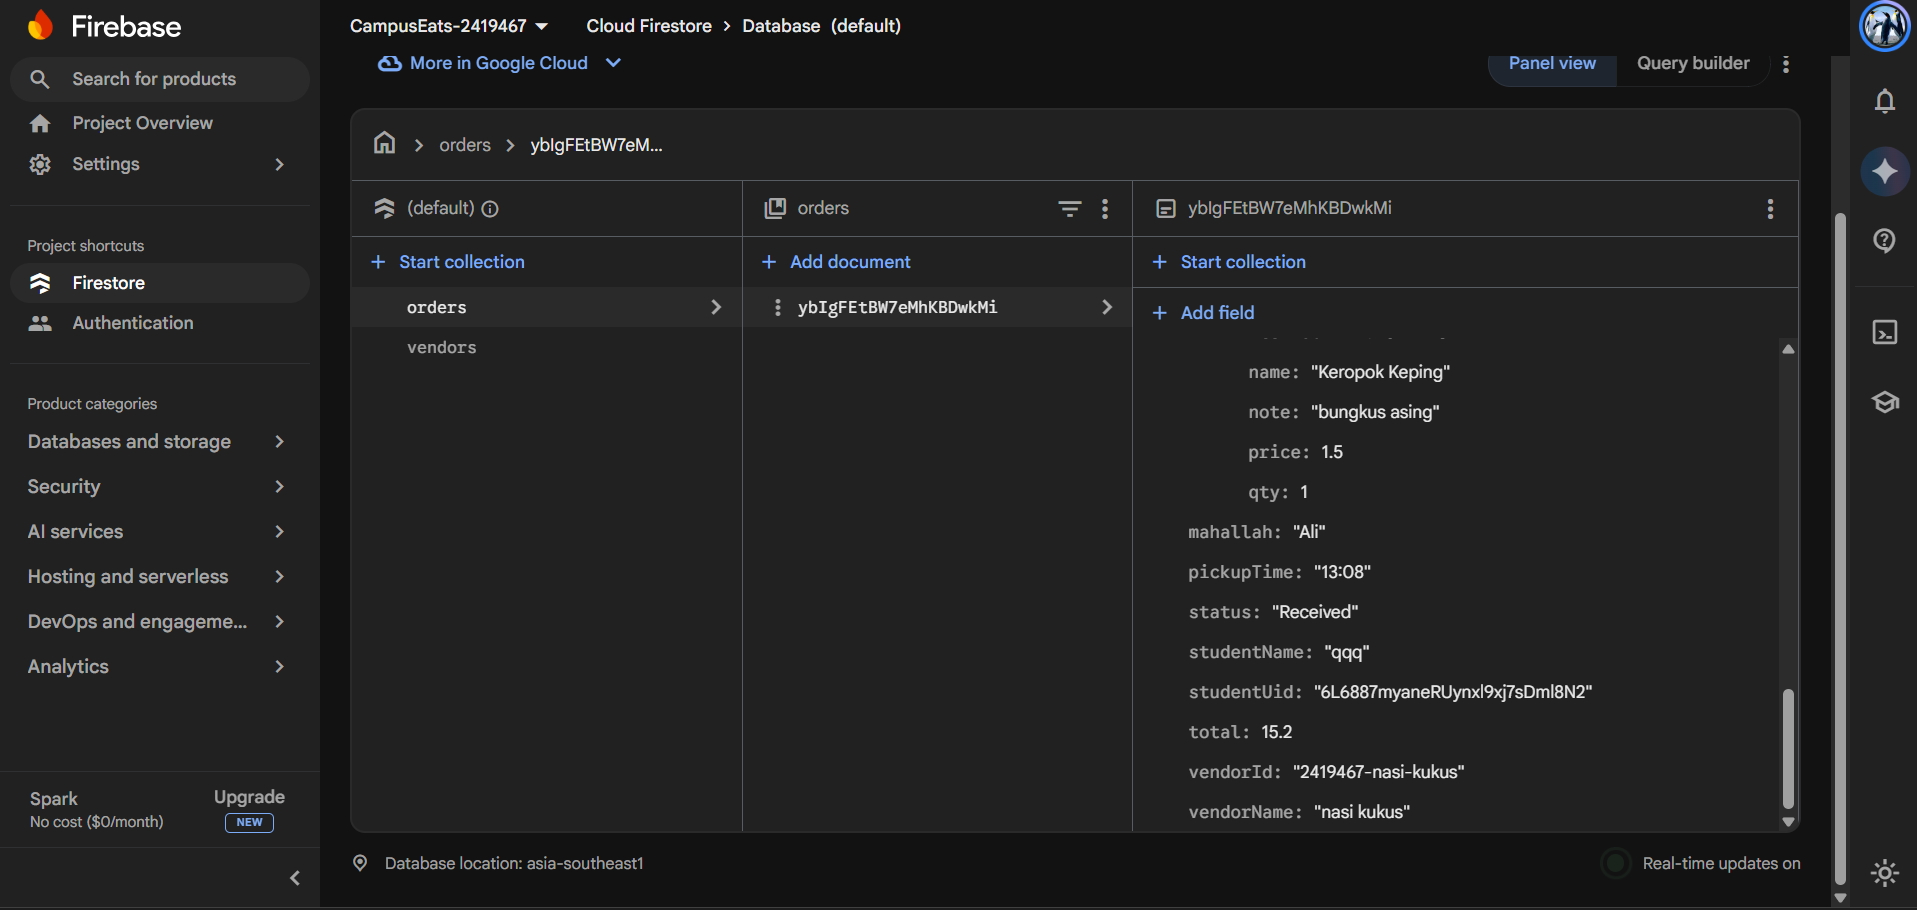 Firebase
Search for products
Project Overview
Settings
Project shortcuts
Firestore
Authentication
Product categories
Databases and storage
Security
AI services
Hosting and serverless
DevOps and engageme...
Analytics
Spark
No cost ($0/month)
Upgrade
NEW
CampusEats-2419467
Cloud Firestore > Database (default)
More in Google Cloud
Panel view
Query builder
orders > ybIgFEtBW7eM...
(default)
Start collection
orders
vendors
orders
Add document
ybIgFEtBW7eMhKBDwkMi
ybIgFEtBW7eMhKBDwkMi
Start collection
Add field
name: "Keropok Keping"
note: "bungkus asing"
price: 1.5
qty: 1
mahallah: "Ali"
pickupTime: "13:08"
status: "Received"
studentName: "qqq"
studentUid: "6L6887myaneRUynxl9xj7sDml8N2"
total: 15.2
vendorId: "2419467-nasi-kukus"
vendorName: "nasi kukus"
Database location: asia-southeast1
Real-time updates on